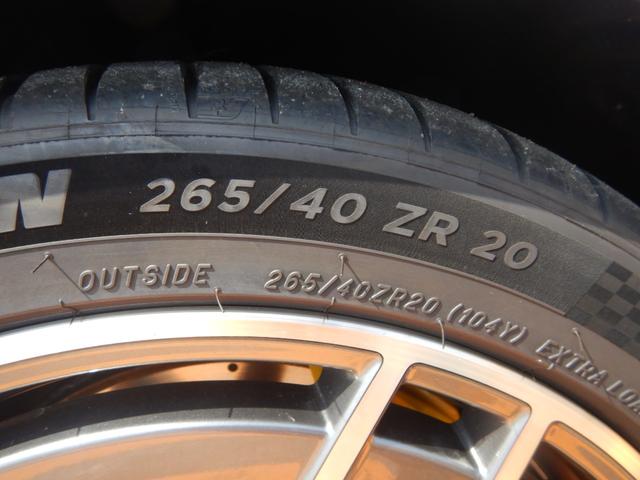 N 265/40 ZR 20
OUTSIDE 265/40ZR20 (104Y) EXTRA LOA